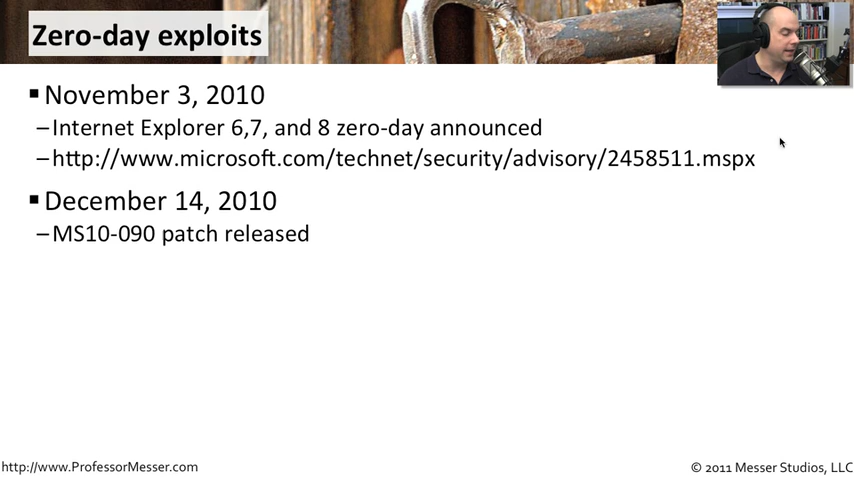 Zero-day exploits
▪ November 3, 2010
–Internet Explorer 6,7, and 8 zero-day announced
–http://www.microsoft.com/technet/security/advisory/2458511.mspx
▪ December 14, 2010
–MS10-090 patch released
http://www.ProfessorMesser.com
© 2011 Messer Studios, LLC